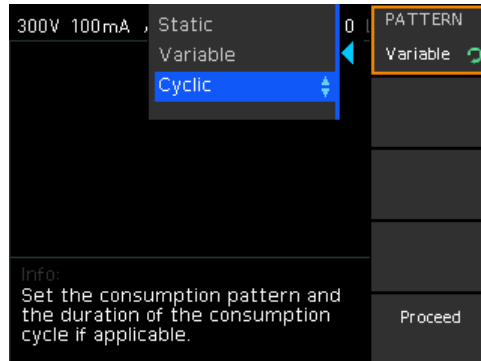 300V 100mA
0
Static
Variable
Cyclic
PATTERN
Variable
Info:
Set the consumption pattern and
the duration of the consumption
cycle if applicable.
Proceed